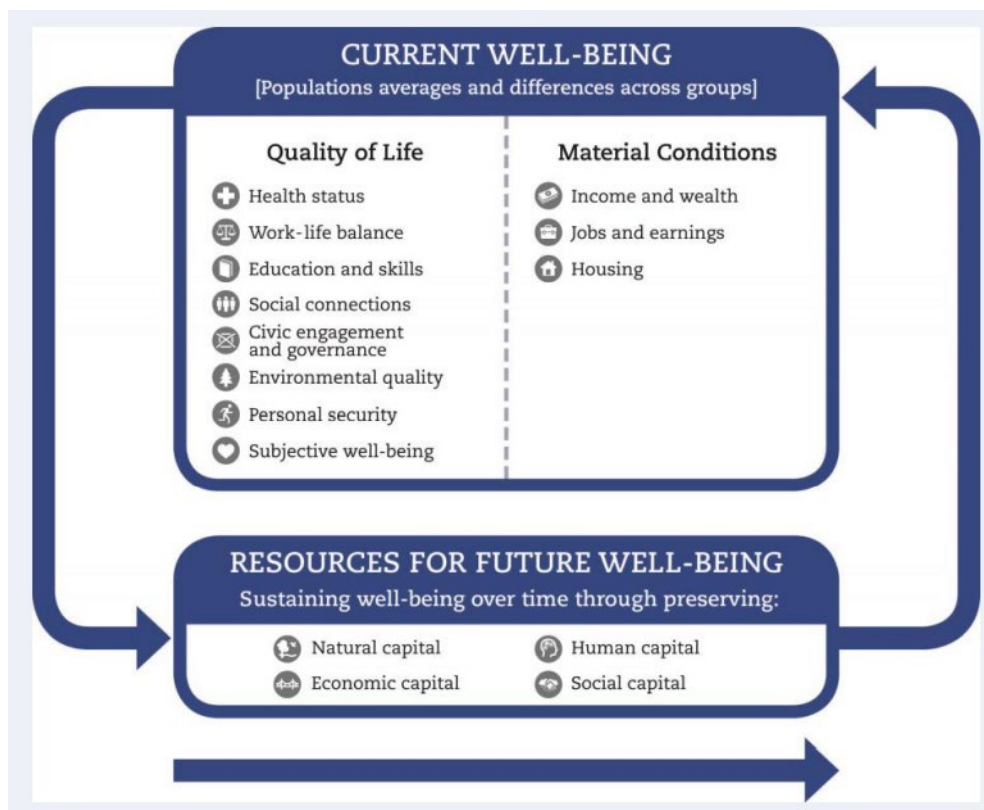 CURRENT WELL-BEING
[Populations averages and differences across groups]
Quality of Life
Health status
Work-life balance
Education and skills
Social connections
Civic engagement
and governance
Environmental quality
Personal security
Subjective well-being
Material Conditions
Income and wealth
Jobs and earnings
Housing
RESOURCES FOR FUTURE WELL-BEING
Sustaining well-being over time through preserving:
Natural capital
Human capital
Economic capital
Social capital